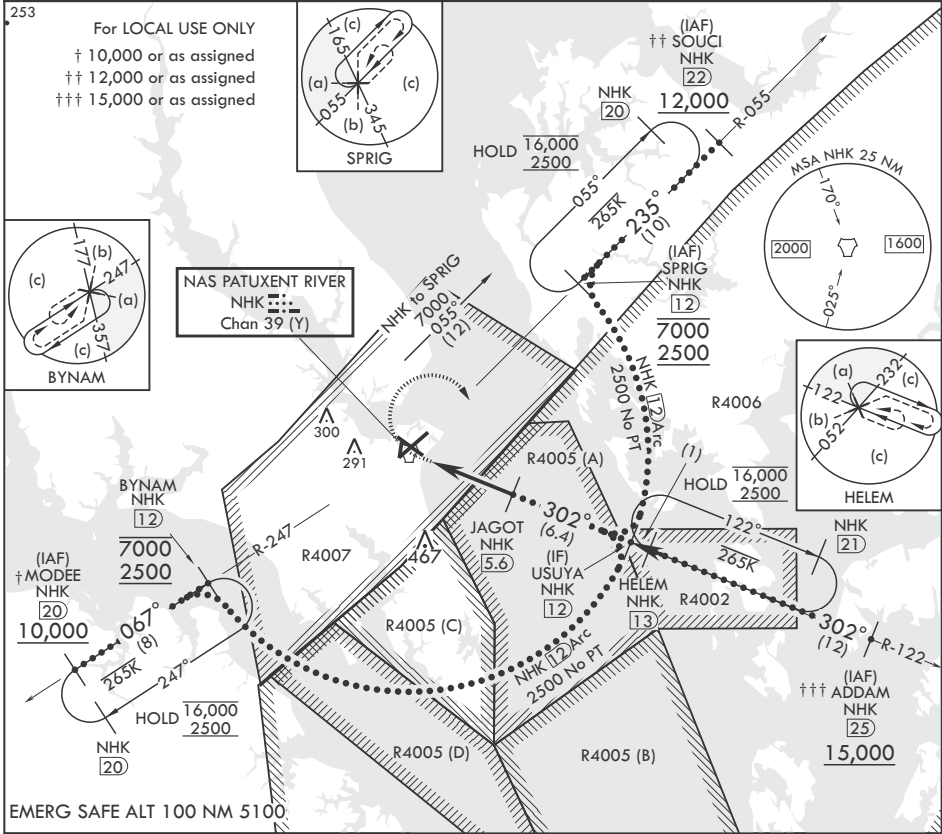 253
For LOCAL USE ONLY
† 10,000 or as assigned
†† 12,000 or as assigned
††† 15,000 or as assigned
(c)
165
(a)
(c)
055
(b)
345
SPRIG
(IAF)
†† SOUCI
NHK
22
12,000
R-055
NHK
20
HOLD 16,000
2500
055°
265K
235°
(10)
MSA NHK 25 NM
170°
2000
1600
025°
(IAF)
SPRIG
NHK
12
7000
2500
177
(b)
247
(c)
(a)
357
(c)
BYNAM
NAS PATUXENT RIVER
NHK
Chan 39 (Y)
NHK to SPRIG
7000
055°
(12)
NHK 12 Arc
2500 No PT
R4006
(a)
232
(c)
122
(b)
052
(c)
HELEM
300
291
R4005 (A)
(1)
HOLD 16,000
2500
122°
265K
NHK
21
BYNAM
NHK
12
7000
2500
R-247
R4007
467
JAGOT
NHK
5.6
302°
(6.4)
(IF)
USUYA
NHK
12
HELEM
NHK
13
R4002
302°
(12)
R-122
(IAF)
† MODEE
NHK
20
10,000
067°
(8)
265K
247°
HOLD 16,000
2500
NHK
20
R4005 (C)
NHK 12 Arc
2500 No PT
(IAF)
††† ADDAM
NHK
25
15,000
R4005 (D)
R4005 (B)
EMERG SAFE ALT 100 NM 5100